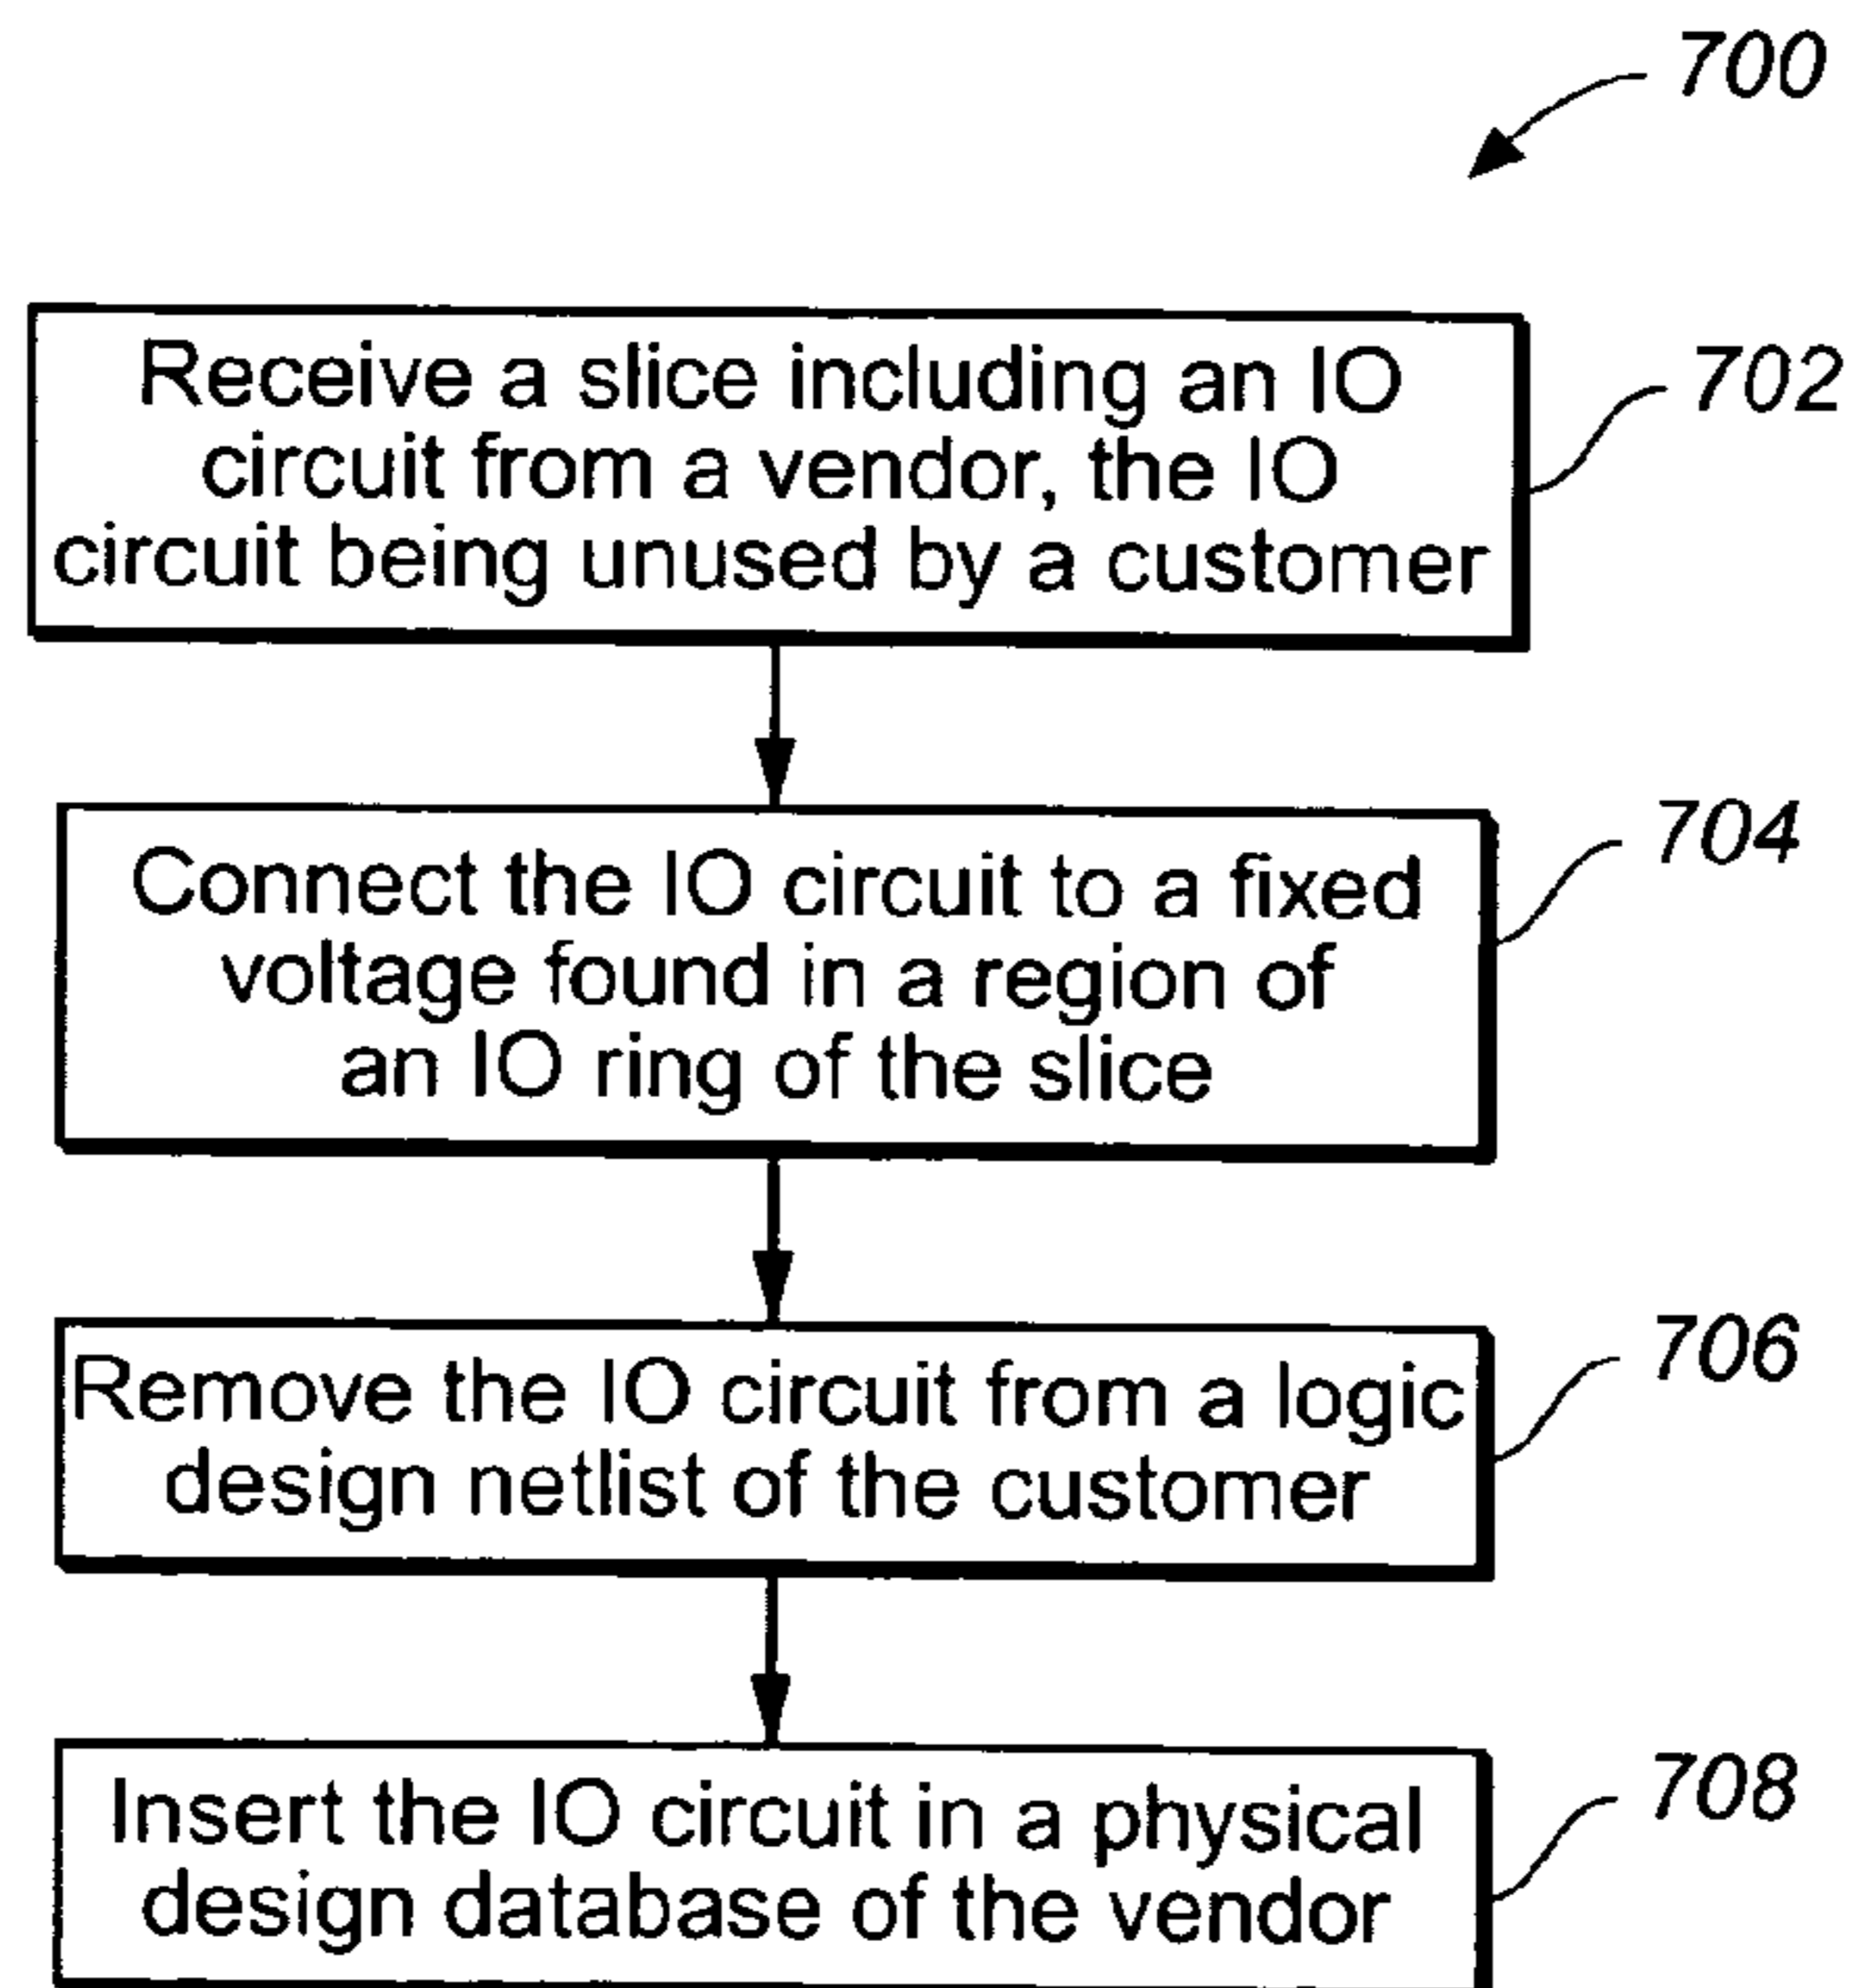 700
Receive a slice including an IO
circuit from a vendor, the IO
circuit being unused by a customer
702
Connect the IO circuit to a fixed
voltage found in a region of
an IO ring of the slice
704
Remove the IO circuit from a logic
design netlist of the customer
706
Insert the IO circuit in a physical
design database of the vendor
708